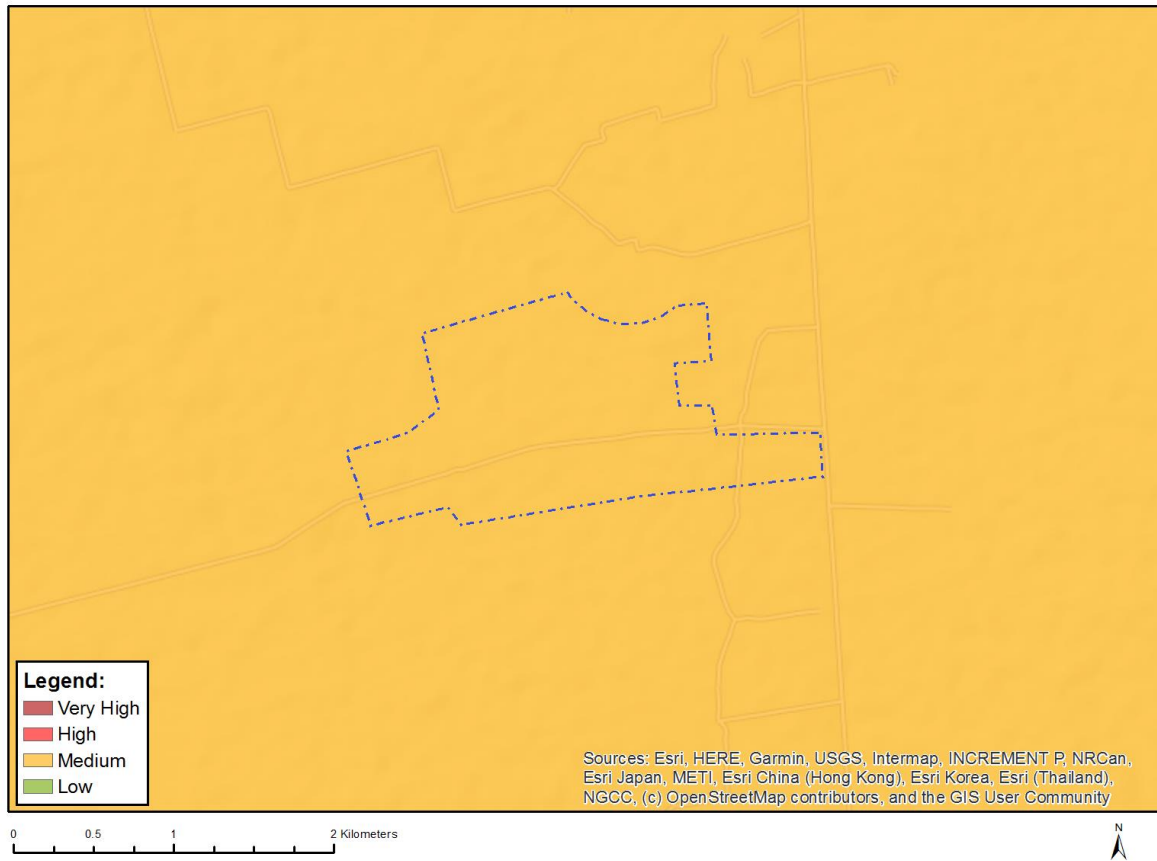 Legend:
Very High
High
Medium
Low
Sources: Esri, HERE, Garmin, USGS, Intermap, INCREMENT P, NRCan,
Esri Japan, METI, Esri China (Hong Kong), Esri Korea, Esri (Thailand),
NGCC, (c) OpenStreetMap contributors, and the GIS User Community
0 0.5 1 2 Kilometers
N